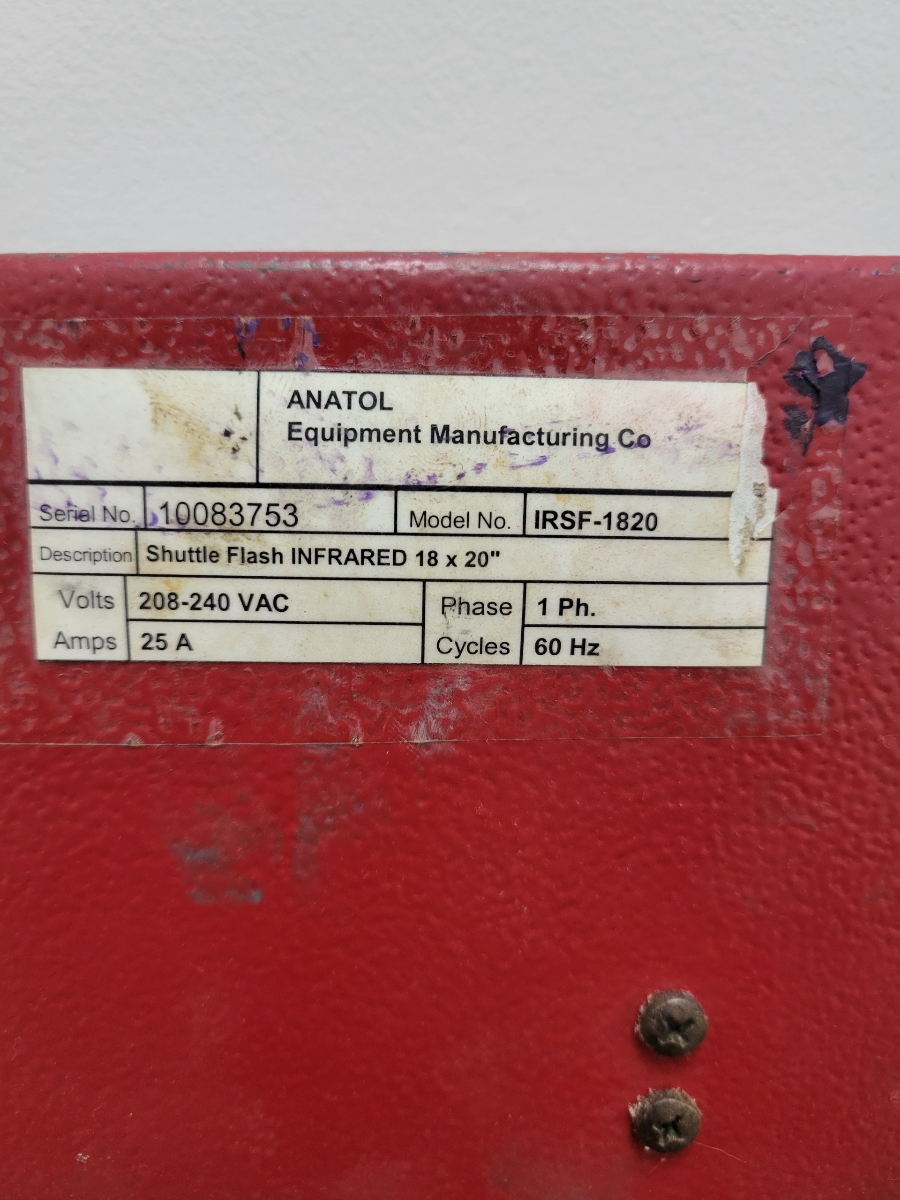 ANATOL
Equipment Manufacturing Co
Serial No. 10083753 Model No. IRSF-1820
Description Shuttle Flash INFRARED 18 x 20"
Volts 208-240 VAC Phase 1 Ph.
Amps 25 A Cycles 60 Hz